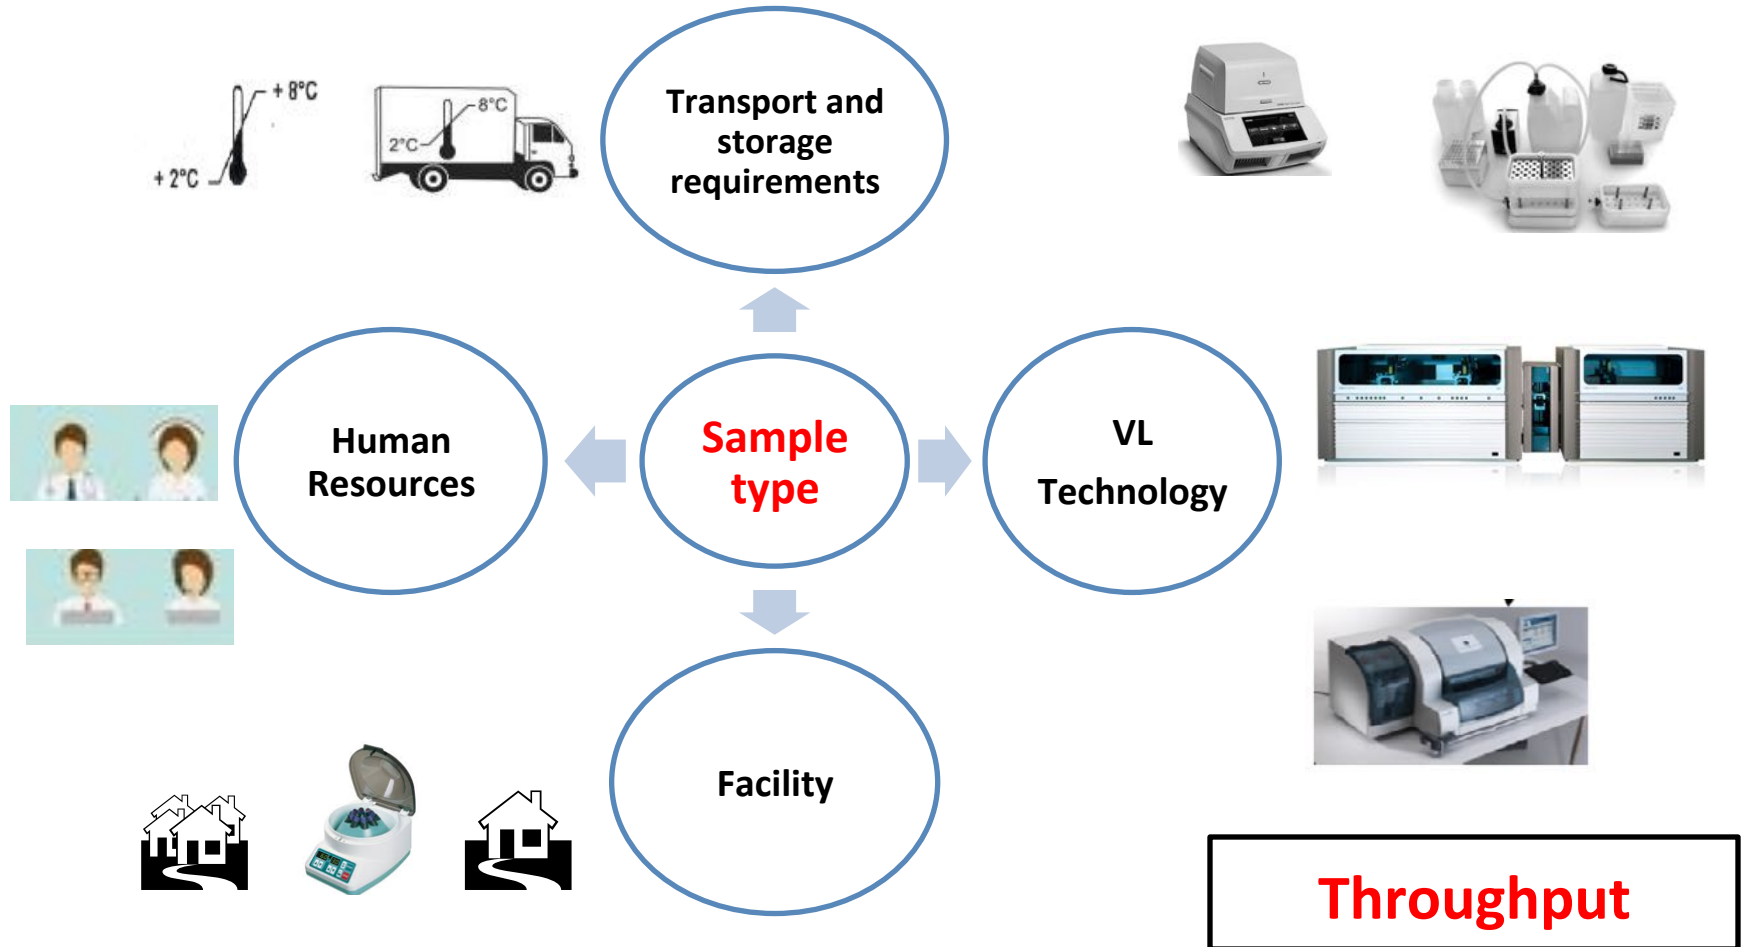 + 8°C
+ 2°C
8°C
2°C
Transport and
storage
requirements
Human
Resources
Sample
type
VL
Technology
Facility
Throughput